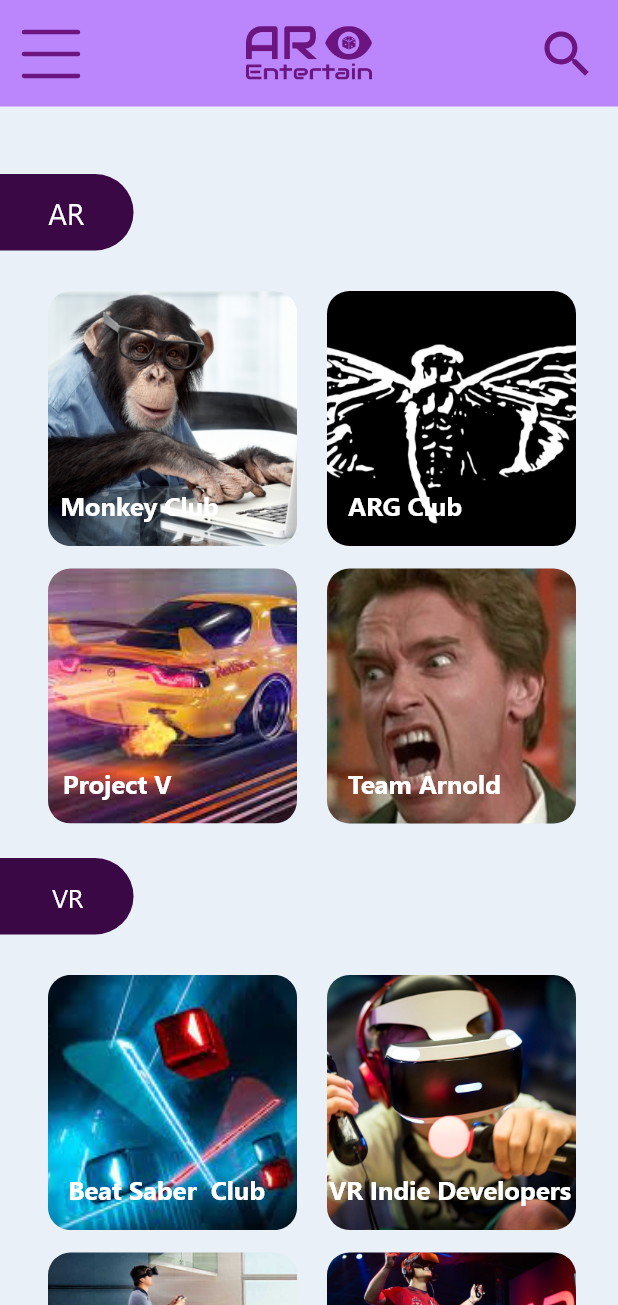 AR
Entertain
AR
Monkey Club
ARG Club
Project V
Team Arnold
VR
Beat Saber  Club
VR Indie Developers